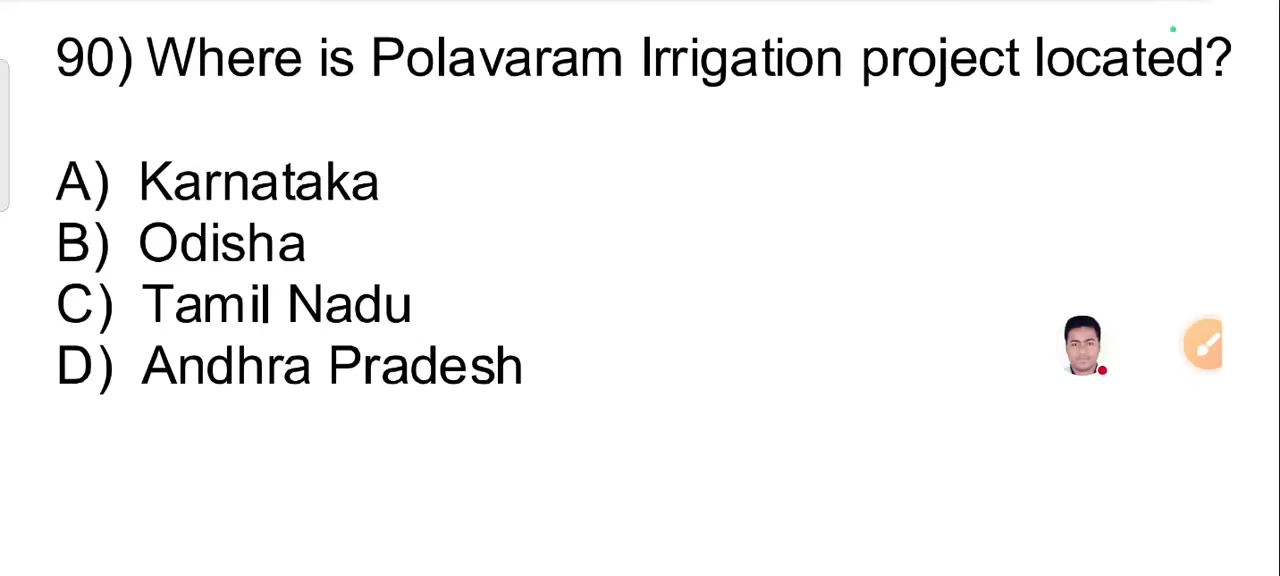 90) Where is Polavaram Irrigation project located?
A) Karnataka
B) Odisha
C) Tamil Nadu
D) Andhra Pradesh